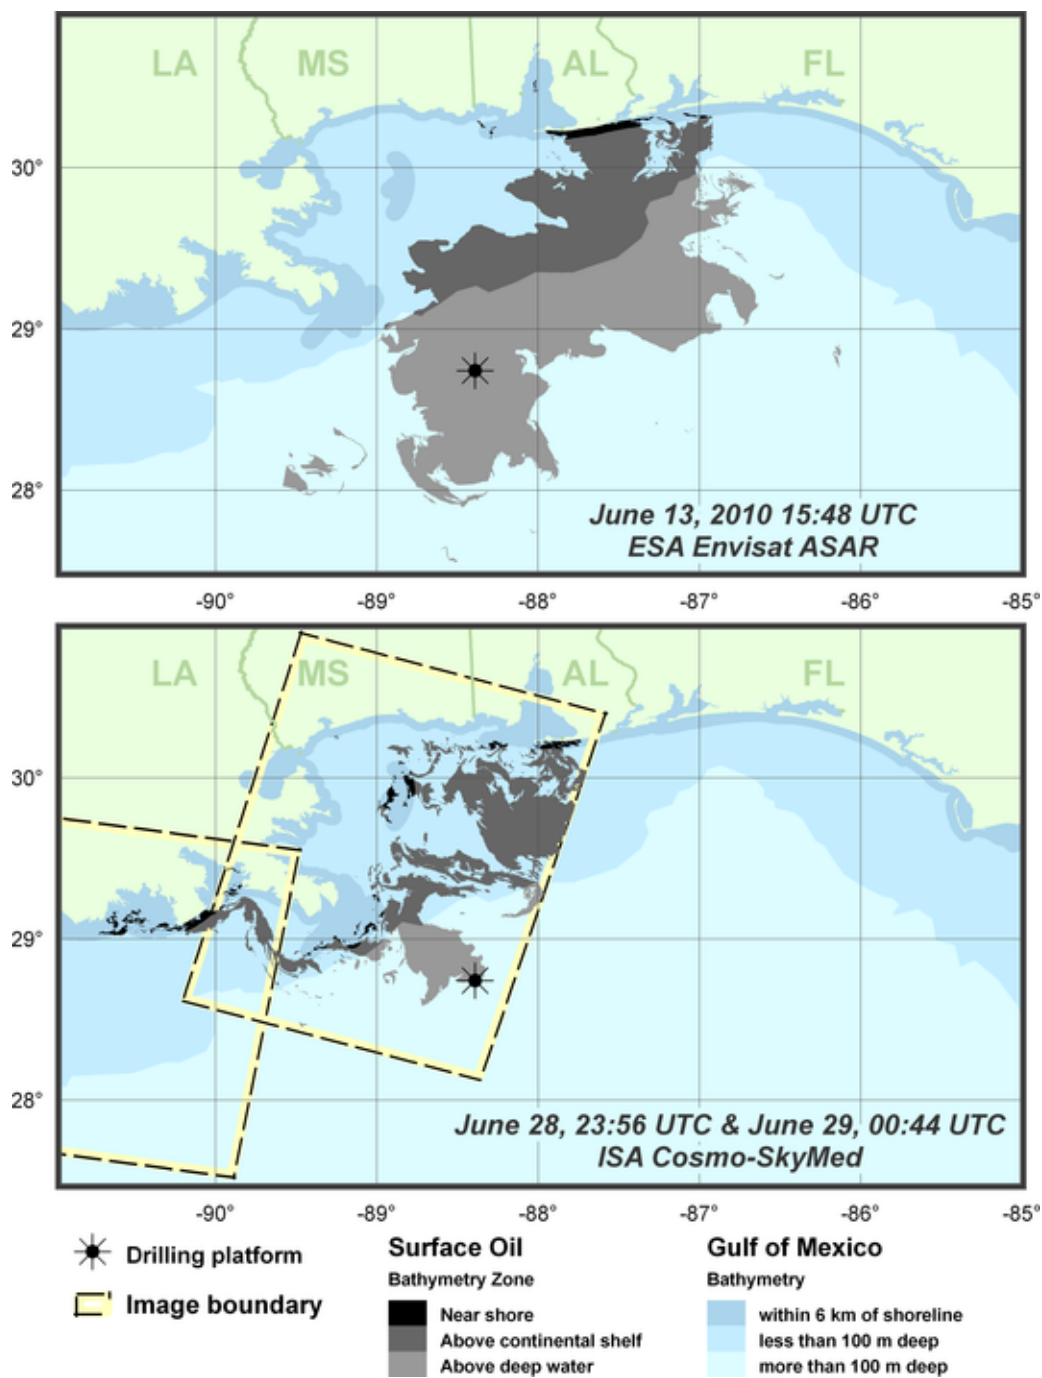 LA MS AL FL
30°
29°
28°
June 13, 2010 15:48 UTC
ESA Envisat ASAR
-90° -89° -88° -87° -86° -85°
LA MS AL FL
30°
29°
28°
June 28, 23:56 UTC & June 29, 00:44 UTC
ISA Cosmo-SkyMed
-90° -89° -88° -87° -86° -85°
Drilling platform
Image boundary
Surface Oil
Bathymetry Zone
Near shore
Above continental shelf
Above deep water
Gulf of Mexico
Bathymetry
within 6 km of shoreline
less than 100 m deep
more than 100 m deep